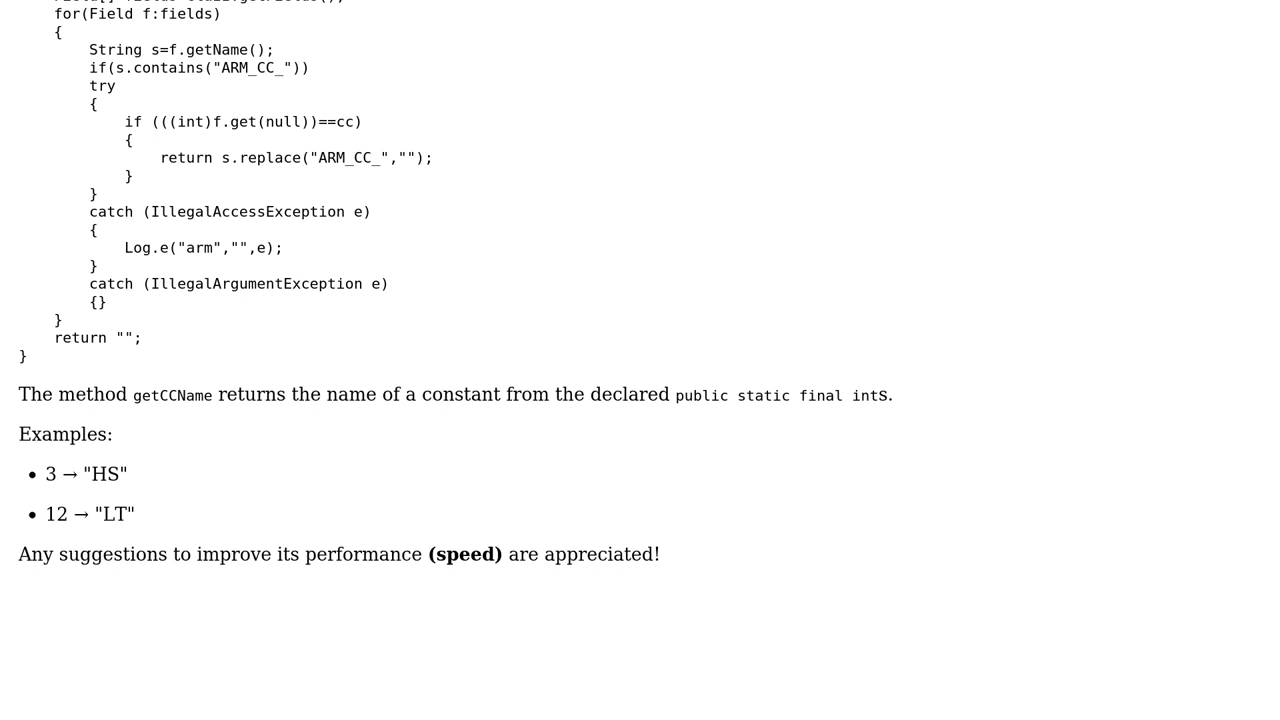 for(Field f:fields)
{
String s=f.getName();
if(s.contains("ARM_CC_"))
try
{
if (((int)f.get(null))==cc)
{
return s.replace("ARM_CC_","");
}
}
catch (IllegalAccessException e)
{
Log.e("arm","",e);
}
catch (IllegalArgumentException e)
{}
}
return "";
}
The method getCCName returns the name of a constant from the declared public static final ints.
Examples:
• 3 → "HS"
• 12 → "LT"
Any suggestions to improve its performance (speed) are appreciated!